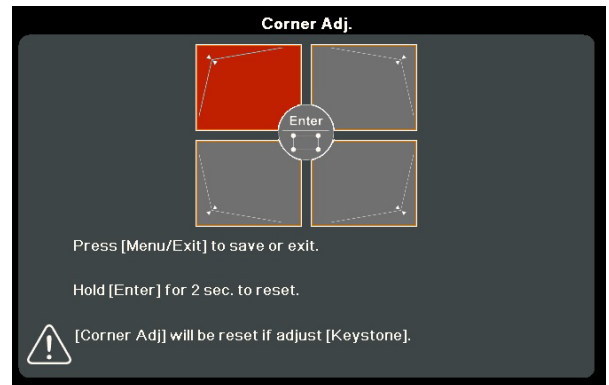 Corner Adj.
Enter
Press [Menu/Exit] to save or exit.
Hold [Enter] for 2 sec. to reset.
[Corner Adj] will be reset if adjust [Keystone].